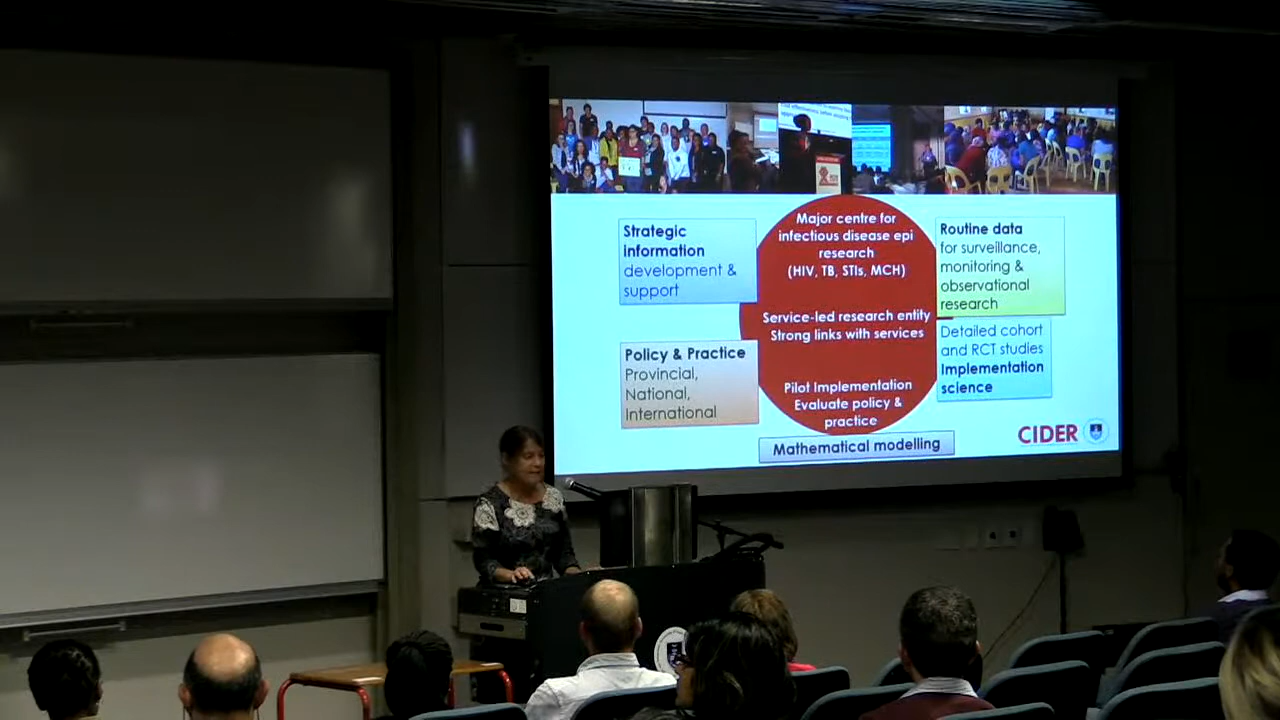 Strategic
information
development &
support
Policy & Practice
Provincial,
National,
International
Major centre for
infectious disease epi
research
(HIV, TB, STIs, MCH)
Service-led research entity
Strong links with services
Pilot Implementation
Evaluate policy &
practice
Routine data
for surveillance,
monitoring &
observational
research
Detailed cohort
and RCT studies
Implementation
science
Mathematical modelling
CIDER